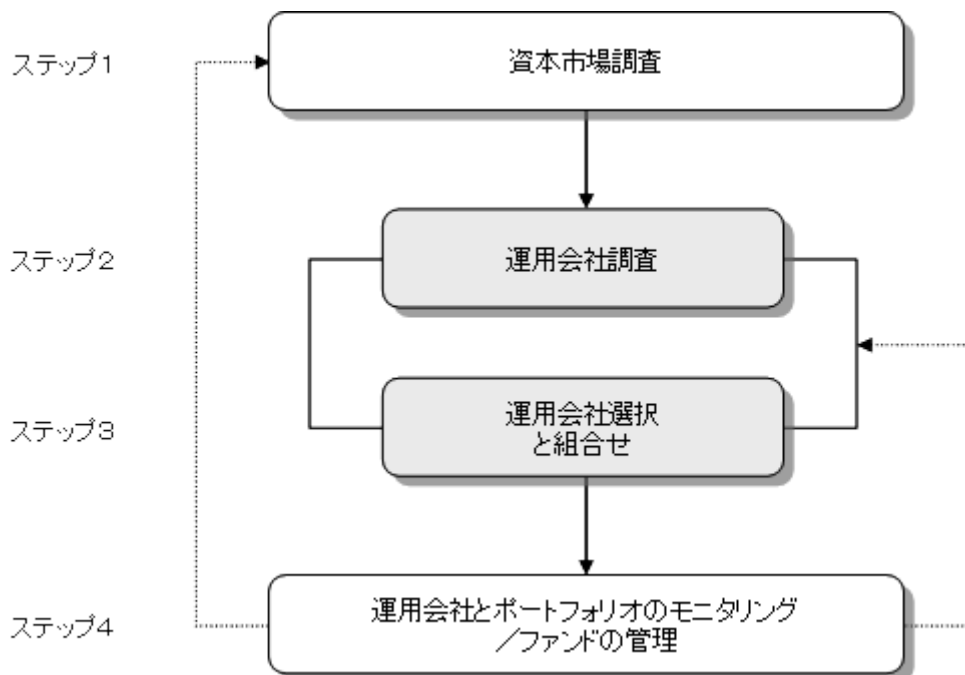 ステップ1
資本市場調査
ステップ2
運用会社調査
ステップ3
運用会社選択
と組合せ
ステップ4
運用会社とポートフォリオのモニタリング
／ファンドの管理